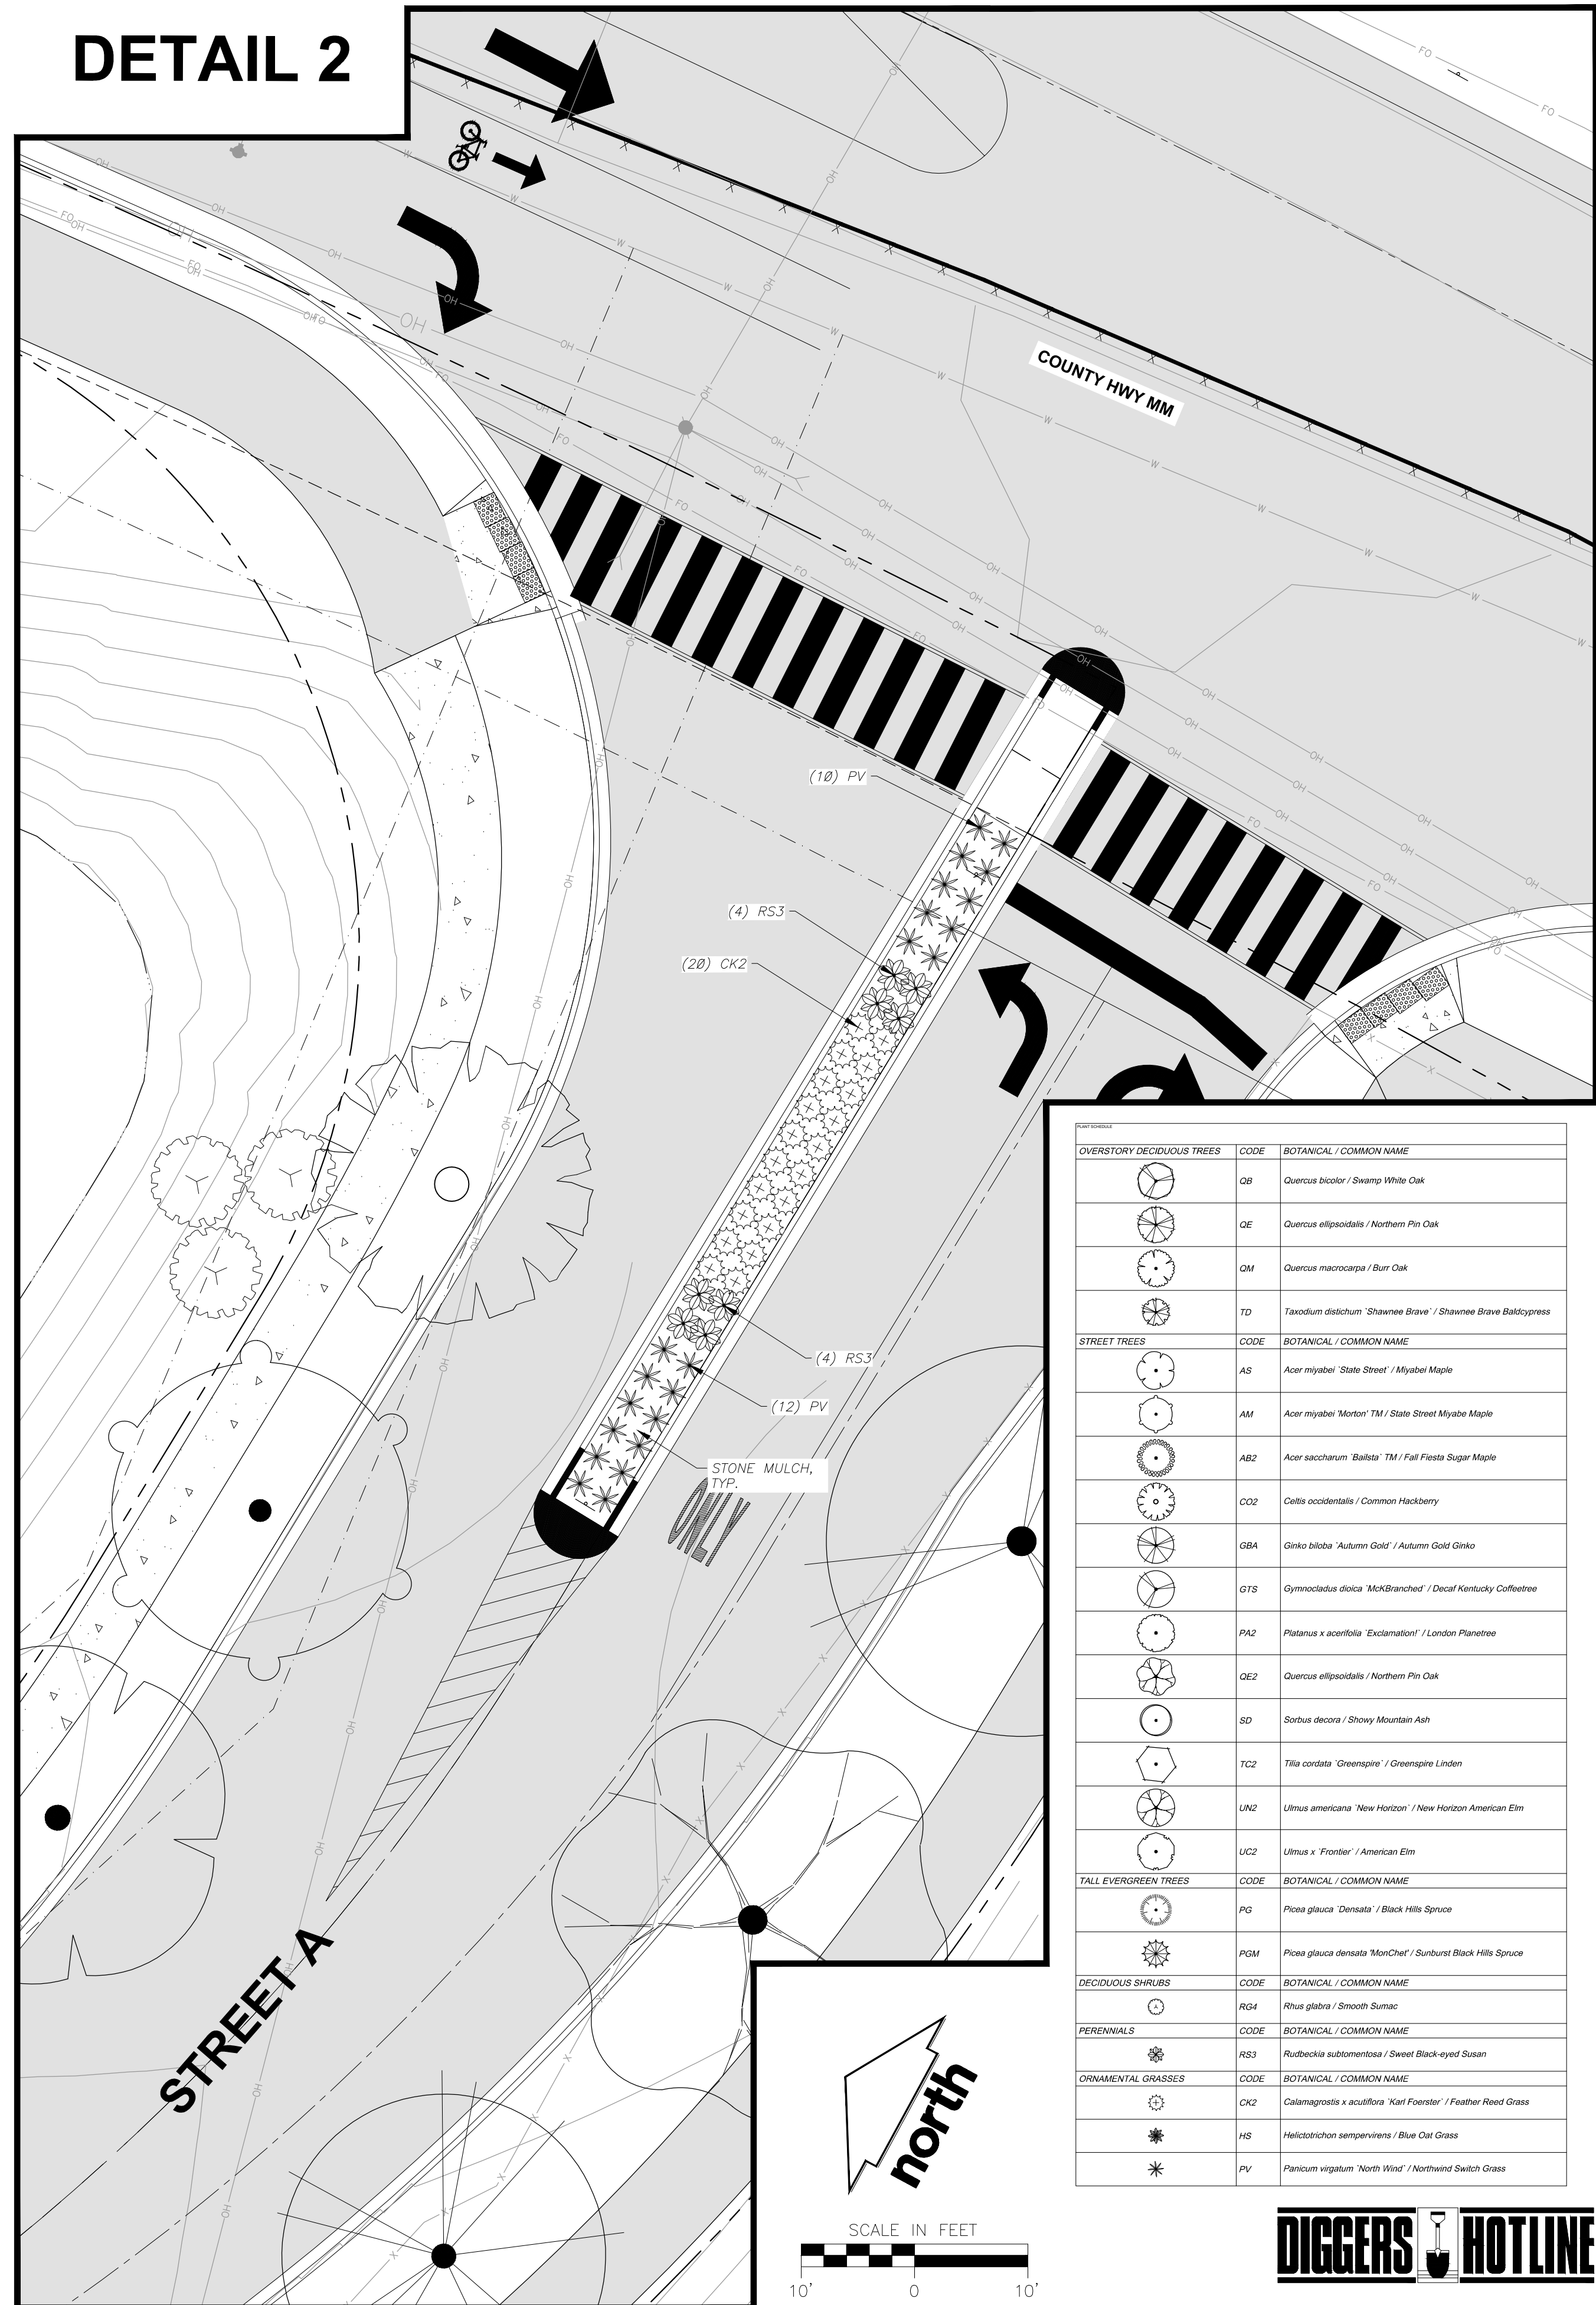 DETAIL 2
COUNTY HWY MM
(10) PV
(4) RS3
(20) CK2
(4) RS3
(12) PV
STONE MULCH,
TYP.
ONLY
STREET A
PLANT SCHEDULE
OVERSTORY DECIDUOUS TREES CODE BOTANICAL / COMMON NAME
QB Quercus bicolor / Swamp White Oak
QE Quercus ellipsoidalis / Northern Pin Oak
QM Quercus macrocarpa / Burr Oak
TD Taxodium distichum `Shawnee Brave` / Shawnee Brave Baldcypress
STREET TREES CODE BOTANICAL / COMMON NAME
AS Acer miyabei `State Street` / Miyabei Maple
AM Acer miyabei 'Morton' TM / State Street Miyabe Maple
AB2 Acer saccharum `Bailsta` TM / Fall Fiesta Sugar Maple
CO2 Celtis occidentalis / Common Hackberry
GBA Ginko biloba `Autumn Gold` / Autumn Gold Ginko
GTS Gymnocladus dioica `McKBranched` / Decaf Kentucky Coffeetree
PA2 Platanus x acerifolia `Exclamation!` / London Planetree
QE2 Quercus ellipsoidalis / Northern Pin Oak
SD Sorbus decora / Showy Mountain Ash
TC2 Tilia cordata `Greenspire` / Greenspire Linden
UN2 Ulmus americana `New Horizon` / New Horizon American Elm
UC2 Ulmus x `Frontier` / American Elm
TALL EVERGREEN TREES CODE BOTANICAL / COMMON NAME
PG Picea glauca `Densata` / Black Hills Spruce
PGM Picea glauca densata 'MonChet' / Sunburst Black Hills Spruce
DECIDUOUS SHRUBS CODE BOTANICAL / COMMON NAME
RG4 Rhus glabra / Smooth Sumac
PERENNIALS CODE BOTANICAL / COMMON NAME
RS3 Rudbeckia subtomentosa / Sweet Black-eyed Susan
ORNAMENTAL GRASSES CODE BOTANICAL / COMMON NAME
CK2 Calamagrostis x acutiflora `Karl Foerster` / Feather Reed Grass
HS Helictotrichon sempervirens / Blue Oat Grass
PV Panicum virgatum `North Wind` / Northwind Switch Grass
north
SCALE IN FEET
10' 0 10'
DIGGERS HOTLINE